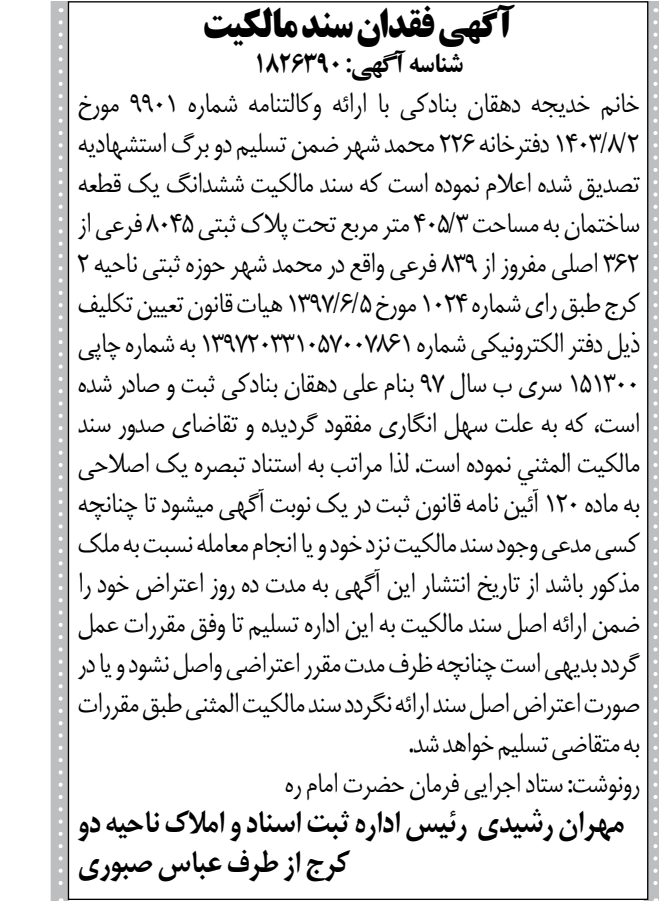 آگهی فقدان سند مالکیت
شناسه آگهی: ۱۸۲۶۳۹۰
خانم خدیجه دهقان بنادکی با ارائه وکالتنامه شماره ۹۹۰۱ مورخ
۱۴۰۳/۸/۲ دفترخانه ۲۲۶ محمد شهر ضمن تسلیم دو برگ استشهادیه
تصدیق شده اعلام نموده است که سند مالکیت ششدانگ یک قطعه
ساختمان به مساحت ۴۰۵/۳ متر مربع تحت پلاک ثبتی ۸۰۴۵ فرعی از
۳۶۲ اصلی مفروز از ۸۳۹ فرعی واقع در محمد شهر حوزه ثبتی ناحیه ۲
کرج طبق رای شماره ۱۰۲۴ مورخ ۱۳۹۷/۶/۵ هیات قانون تعیین تکلیف
ذیل دفتر الکترونیکی شماره ۱۳۹۷۲۰۳۳۱۰۵۷۰۰۷۸۶۱ به شماره چاپی
۱۵۱۳۰۰ سری ب سال ۹۷ بنام علی دهقان بنادکی ثبت و صادر شده
است، که به علت سهل انگاری مفقود گردیده و تقاضای صدور سند
مالکیت المثني نموده است. لذا مراتب به استناد تبصره یک اصلاحی
به ماده ۱۲۰ آئین نامه قانون ثبت در یک نوبت آگهی میشود تا چنانچه
کسی مدعی وجود سند مالکیت نزد خود و یا انجام معامله نسبت به ملک
مذکور باشد از تاریخ انتشار این آگهی به مدت ده روز اعتراض خود را
ضمن ارائه اصل سند مالکیت به این اداره تسلیم تا وفق مقررات عمل
گردد بدیهی است چنانچه ظرف مدت مقرر اعتراضی واصل نشود و یا در
صورت اعتراض اصل سند ارائه نگردد سند مالکیت المثنی طبق مقررات
به متقاضی تسلیم خواهد شد.
رونوشت: ستاد اجرایی فرمان حضرت امام ره
مهران رشیدی رئیس اداره ثبت اسناد و املاک ناحیه دو
کرج از طرف عباس صبوری